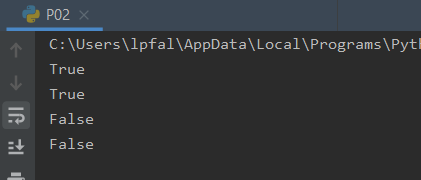 P02
C:\Users\lpfal\AppData\Local\Programs\Pyth
True
True
False
False